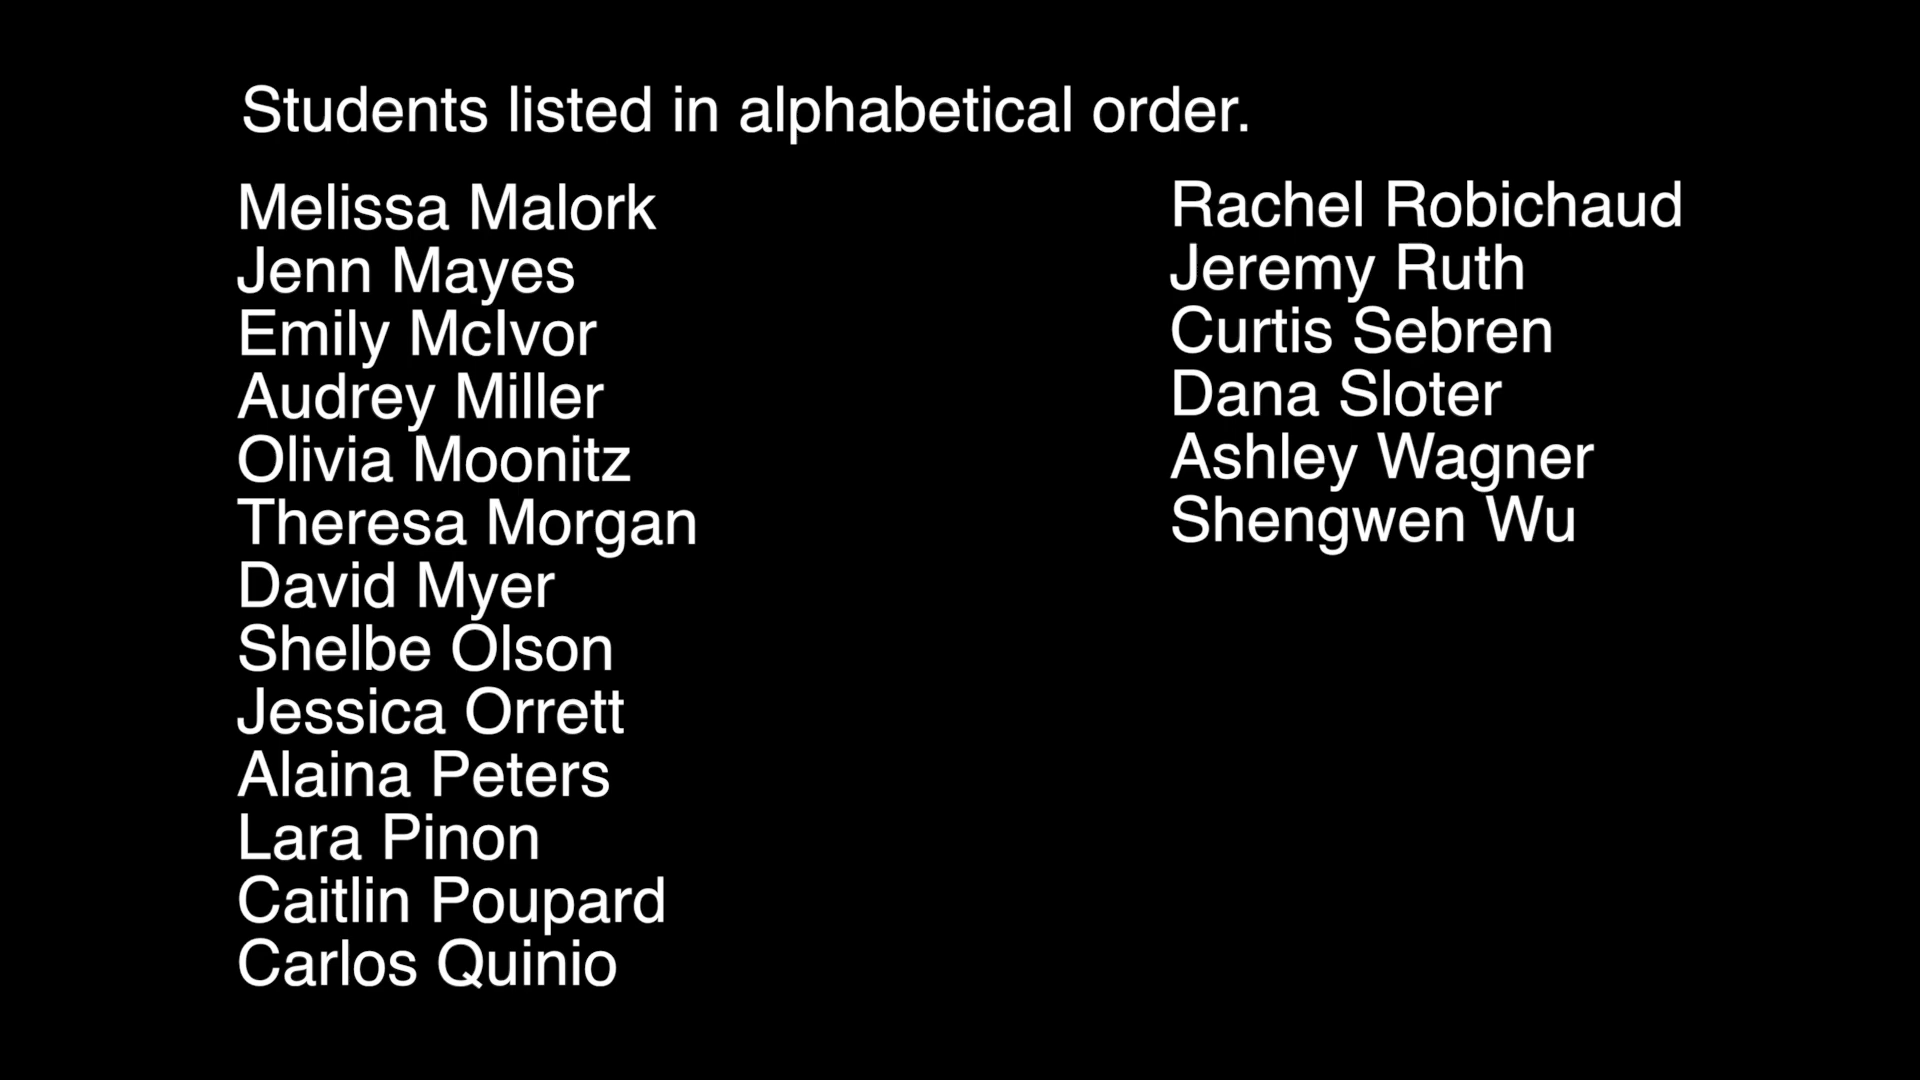 Students listed in alphabetical order.
Melissa Malork
Jenn Mayes
Emily McIvor
Audrey Miller
Olivia Moonitz
Theresa Morgan
David Myer
Shelbe Olson
Jessica Orrett
Alaina Peters
Lara Pinon
Caitlin Poupard
Carlos Quinio
Rachel Robichaud
Jeremy Ruth
Curtis Sebren
Dana Sloter
Ashley Wagner
Shengwen Wu